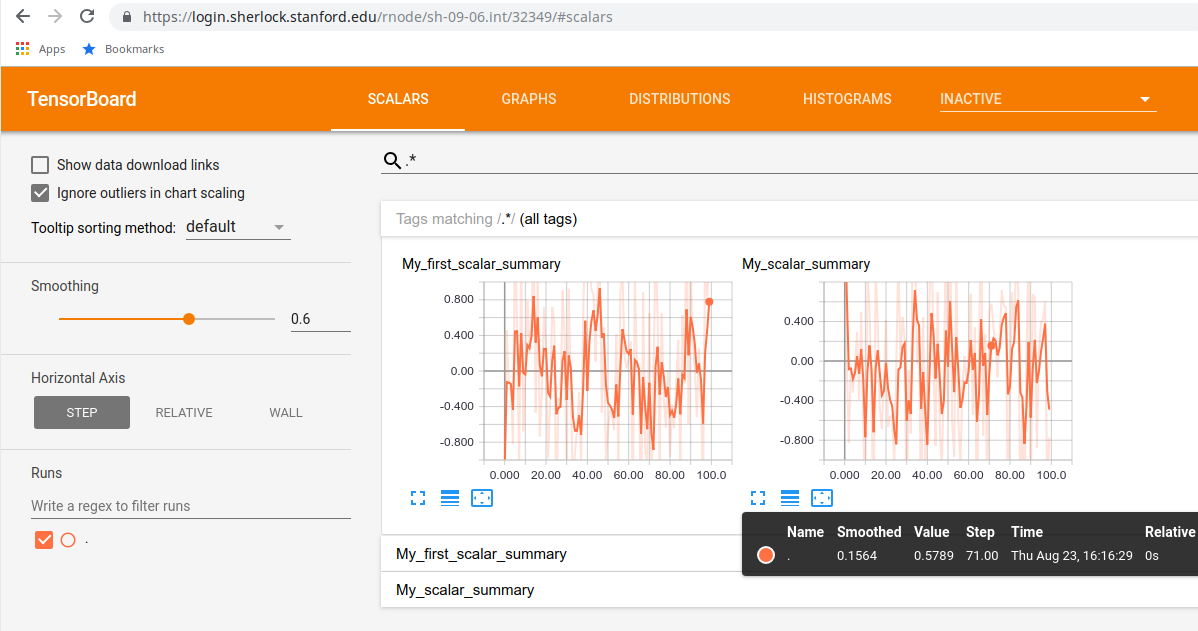 https://login.sherlock.stanford.edu/rnode/sh-09-06.int/32349/#scalars
Apps Bookmarks
TensorBoard SCALARS GRAPHS DISTRIBUTIONS HISTOGRAMS INACTIVE
Show data download links
Ignore outliers in chart scaling
Tooltip sorting method: default
Smoothing
0.6
Horizontal Axis
STEP RELATIVE WALL
Runs
Write a regex to filter runs
.
.*
Tags matching /.*/ (all tags)
My_first_scalar_summary
0.800
0.400
0.00
-0.400
-0.800
0.000 20.00 40.00 60.00 80.00 100.0
My_scalar_summary
0.400
0.00
-0.400
-0.800
0.000 20.00 40.00 60.00 80.00 100.0
Name Smoothed Value Step Time Relative
. 0.1564 0.5789 71.00 Thu Aug 23, 16:16:29 0s
My_first_scalar_summary
My_scalar_summary